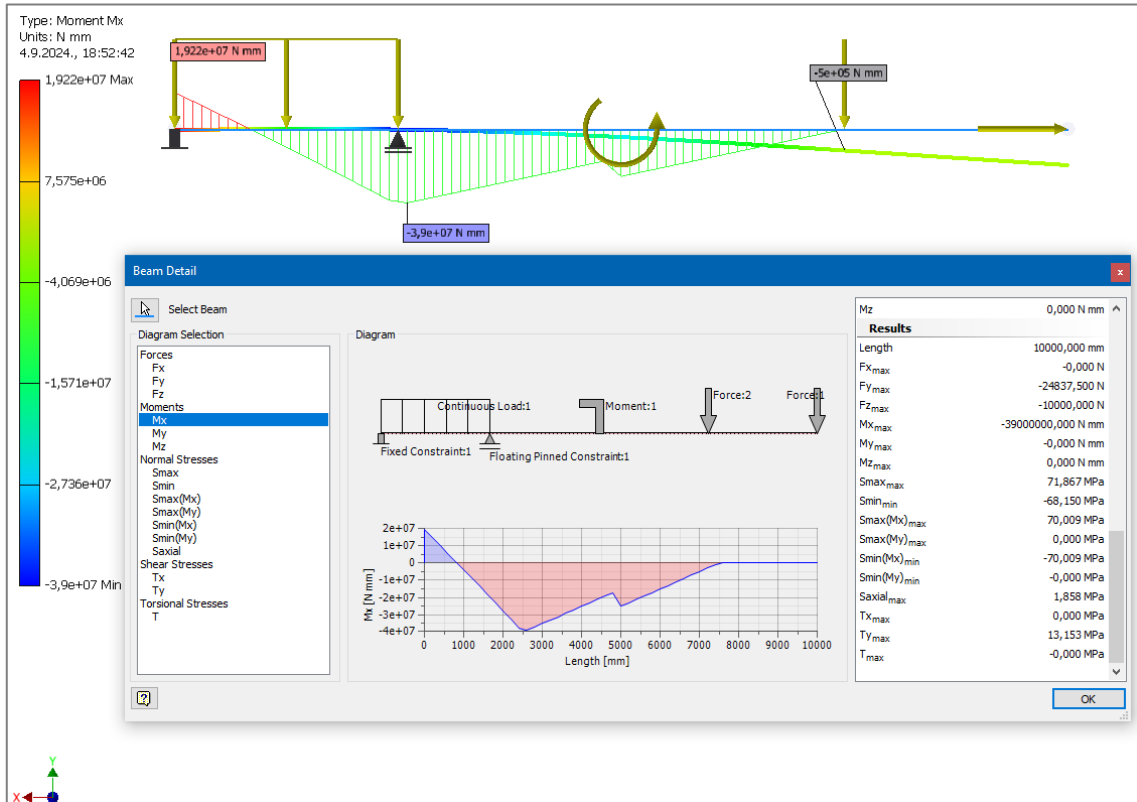 Type: Moment Mx
Units: N mm
4.9.2024., 18:52:42
1,922e+07 Max
7,575e+06
-4,069e+06
-1,571e+07
-2,736e+07
-3,9e+07 Min
1,922e+07 N mm
-5e+05 N mm
-3,9e+07 N mm
Beam Detail
x
Select Beam
Diagram Selection
Forces
Fx
Fy
Fz
Moments
Mx
My
Mz
Normal Stresses
Smax
Smin
Smax(Mx)
Smax(My)
Smin(Mx)
Smin(My)
Saxial
Shear Stresses
Tx
Ty
Torsional Stresses
T
Diagram
Continuous Load:1
Moment:1
Force:2
Force:1
Fixed Constraint:1
Floating Pinned Constraint:1
Mx [N mm]
2e+07
1e+07
0
-1e+07
-2e+07
-3e+07
-4e+07
0 1000 2000 3000 4000 5000 6000 7000 8000 9000 10000
Length [mm]
Mz 0,000 N mm
Results
Length 10000,000 mm
Fxmax -0,000 N
Fymax -24837,500 N
Fzmax -10000,000 N
Mxmax -39000000,000 N mm
Mymax -0,000 N mm
Mzmax 0,000 N mm
Smaxmax 71,867 MPa
Sminmin -68,150 MPa
Smax(Mx)max 70,009 MPa
Smax(My)max 0,000 MPa
Smin(Mx)min -70,009 MPa
Smin(My)min -0,000 MPa
Saxialmax 1,858 MPa
Txmax 0,000 MPa
Tymax 13,153 MPa
Tmax -0,000 MPa
?
OK
Y
X